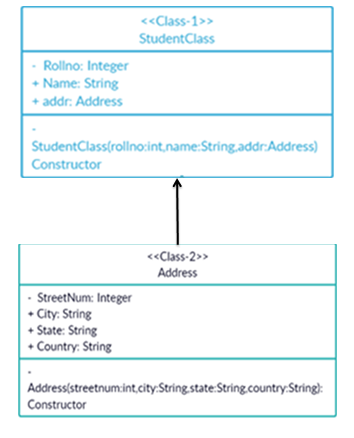 <<Class-1>>
StudentClass
- Rollno: Integer
+ Name: String
+ addr: Address
-
StudentClass(rollno:int,name:String,addr:Address)
Constructor
<<Class-2>>
Address
- StreetNum: Integer
+ City: String
+ State: String
+ Country: String
-
Address(streetnum:int,city:String,state:String,country:String):
Constructor